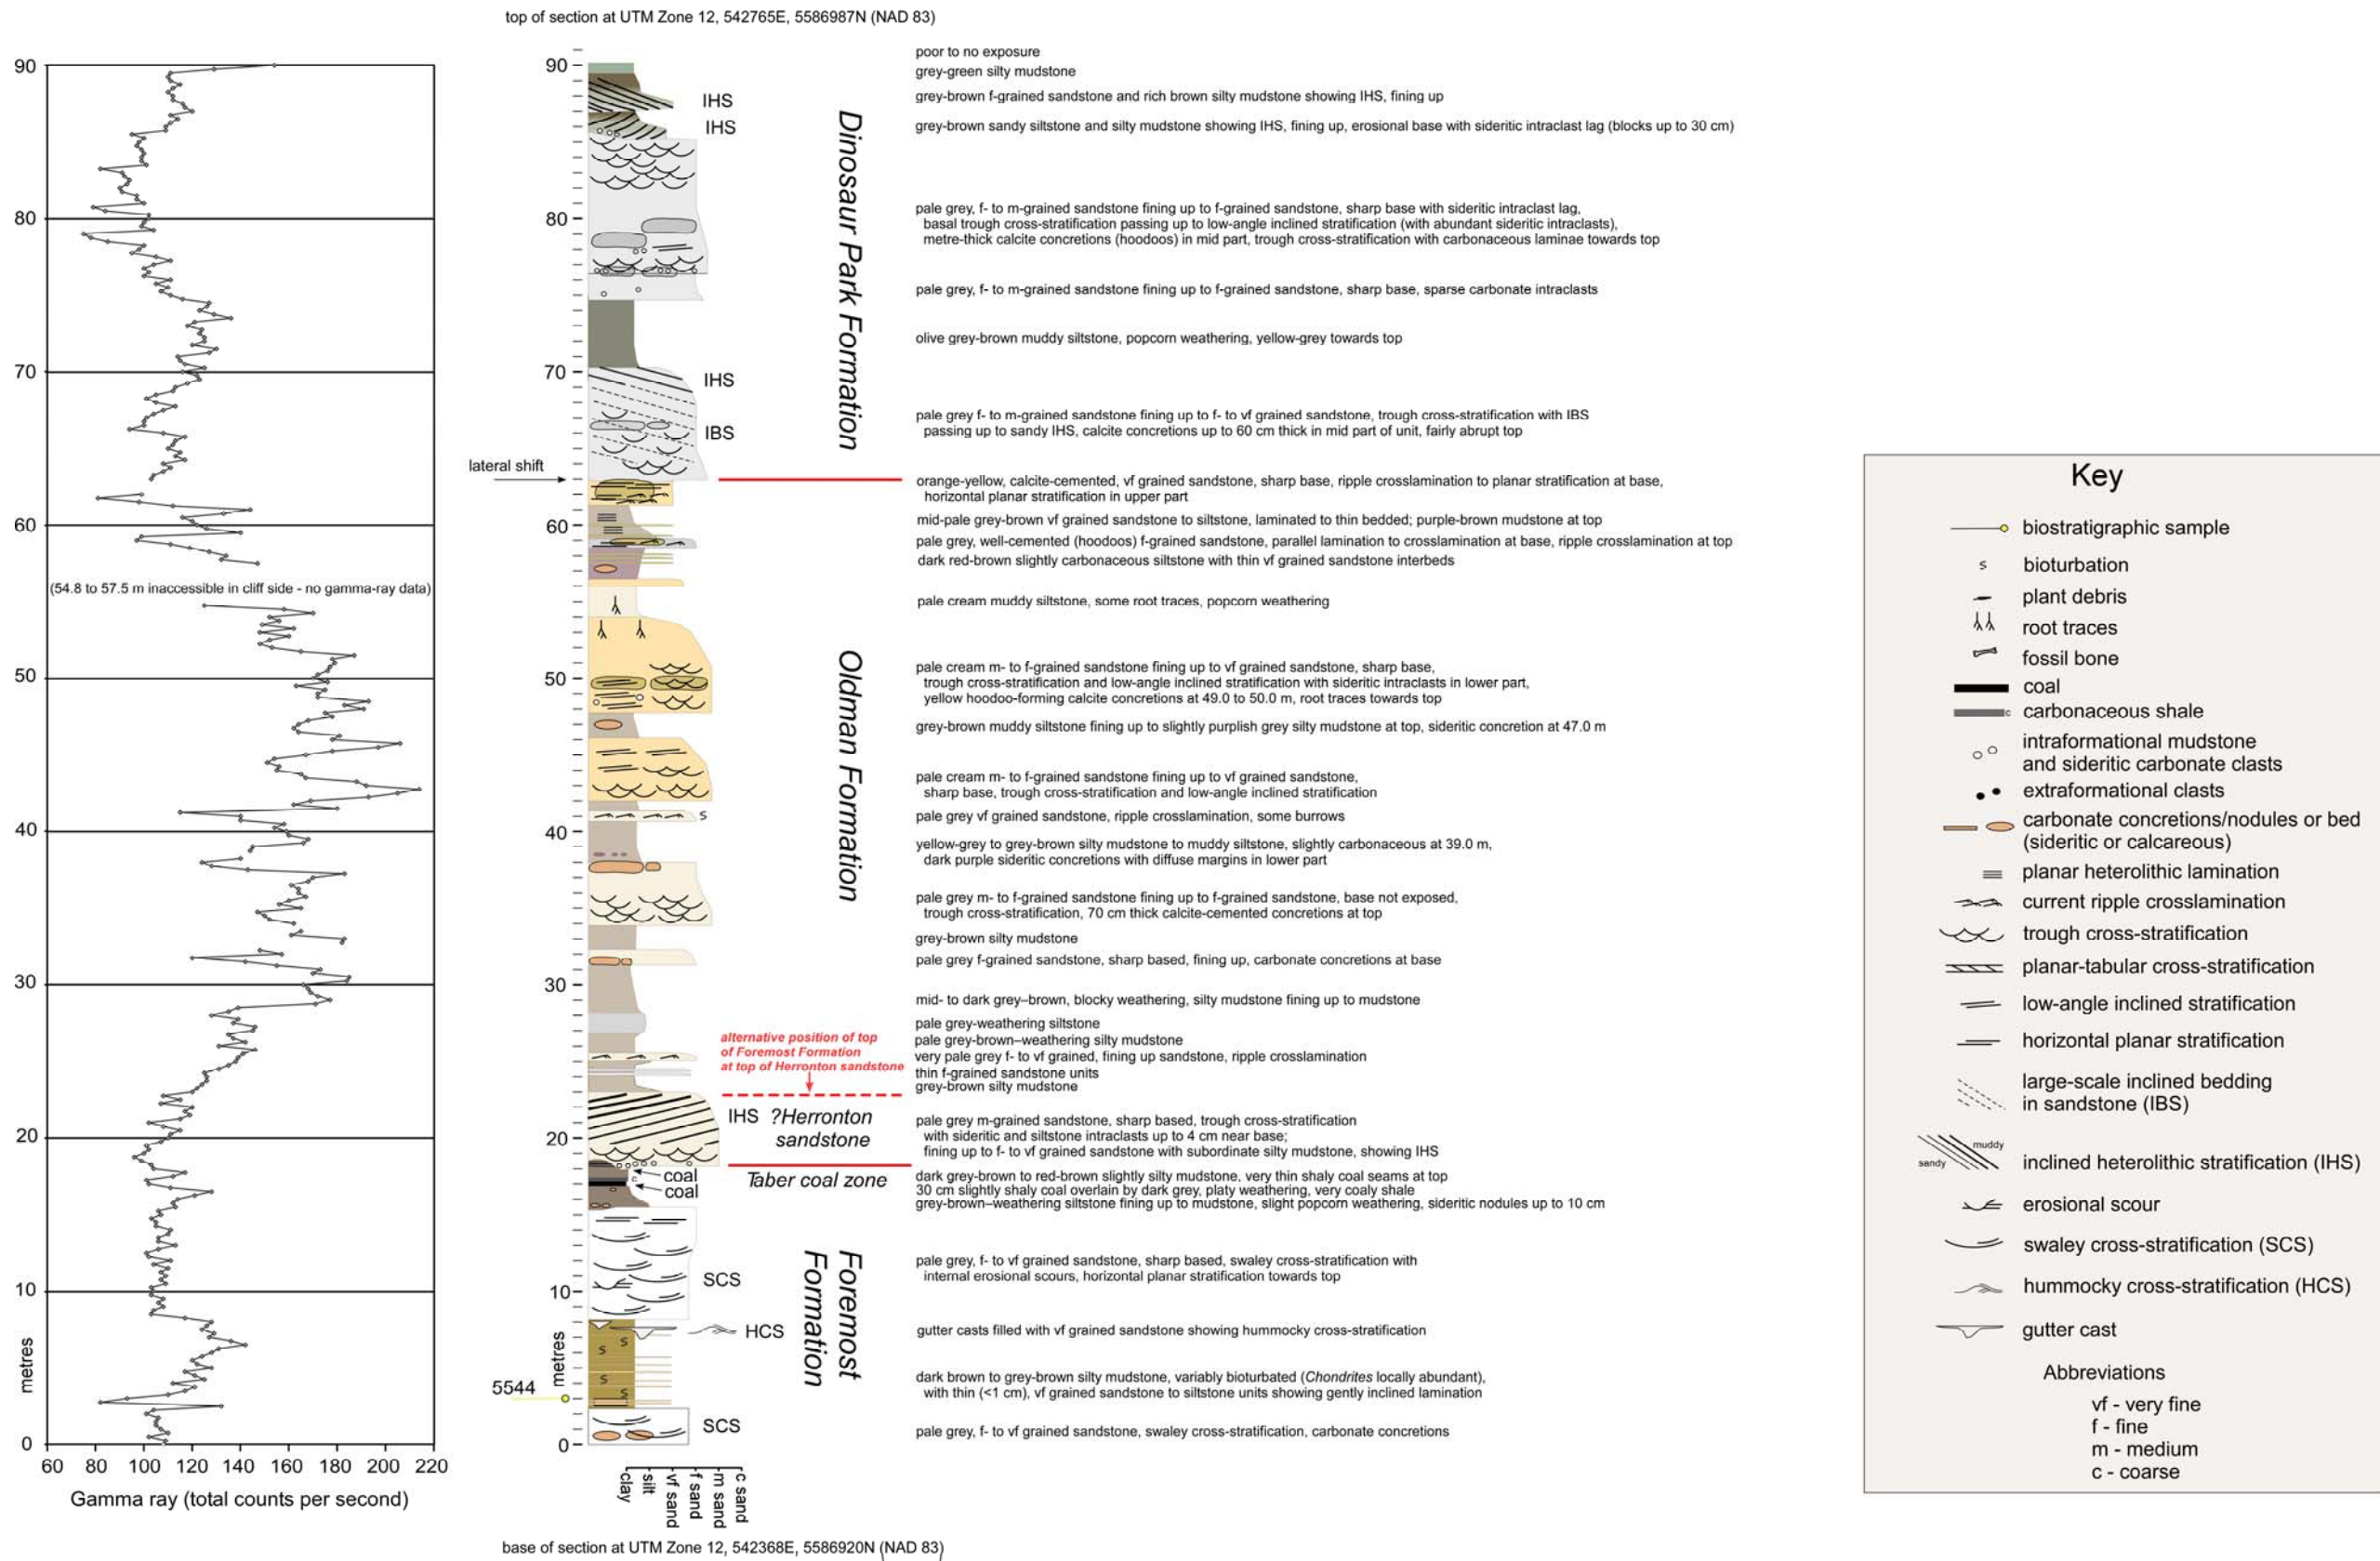 top of section at UTM Zone 12, 542765E, 5586987N (NAD 83)
90
80
70
60
50
40
30
20
10
0
metres
(54.8 to 57.5 m inaccessible in cliff side - no gamma-ray data)
60 80 100 120 140 160 180 200 220
Gamma ray (total counts per second)
90
80
70
60
50
40
30
20
10
0
metres
lateral shift
5544
IHS
IHS
IHS
IBS
IHS
?Herronton
sandstone
coal
coal
Taber coal zone
SCS
HCS
SCS
clay
silt
vf sand
f sand
m sand
c sand
Dinosaur Park Formation
Oldman Formation
Foremost
Formation
alternative position of top
of Foremost Formation
at top of Herronton sandstone
poor to no exposure
grey-green silty mudstone
grey-brown f-grained sandstone and rich brown silty mudstone showing IHS, fining up
grey-brown sandy siltstone and silty mudstone showing IHS, fining up, erosional base with sideritic intraclast lag (blocks up to 30 cm)
pale grey, f- to m-grained sandstone fining up to f-grained sandstone, sharp base with sideritic intraclast lag,
basal trough cross-stratification passing up to low-angle inclined stratification (with abundant sideritic intraclasts),
metre-thick calcite concretions (hoodoos) in mid part, trough cross-stratification with carbonaceous laminae towards top
pale grey, f- to m-grained sandstone fining up to f-grained sandstone, sharp base, sparse carbonate intraclasts
olive grey-brown muddy siltstone, popcorn weathering, yellow-grey towards top
pale grey f- to m-grained sandstone fining up to f- to vf grained sandstone, trough cross-stratification with IBS
passing up to sandy IHS, calcite concretions up to 60 cm thick in mid part of unit, fairly abrupt top
orange-yellow, calcite-cemented, vf grained sandstone, sharp base, ripple crosslamination to planar stratification at base,
horizontal planar stratification in upper part
mid-pale grey-brown vf grained sandstone to siltstone, laminated to thin bedded; purple-brown mudstone at top
pale grey, well-cemented (hoodoos) f-grained sandstone, parallel lamination to crosslamination at base, ripple crosslamination at top
dark red-brown slightly carbonaceous siltstone with thin vf grained sandstone interbeds
pale cream muddy siltstone, some root traces, popcorn weathering
pale cream m- to f-grained sandstone fining up to vf grained sandstone, sharp base,
trough cross-stratification and low-angle inclined stratification with sideritic intraclasts in lower part,
yellow hoodoo-forming calcite concretions at 49.0 to 50.0 m, root traces towards top
grey-brown muddy siltstone fining up to slightly purplish grey silty mudstone at top, sideritic concretion at 47.0 m
pale cream m- to f-grained sandstone fining up to vf grained sandstone,
sharp base, trough cross-stratification and low-angle inclined stratification
pale grey vf grained sandstone, ripple crosslamination, some burrows
yellow-grey to grey-brown silty mudstone to muddy siltstone, slightly carbonaceous at 39.0 m,
dark purple sideritic concretions with diffuse margins in lower part
pale grey m- to f-grained sandstone fining up to f-grained sandstone, base not exposed,
trough cross-stratification, 70 cm thick calcite-cemented concretions at top
grey-brown silty mudstone
pale grey f-grained sandstone, sharp based, fining up, carbonate concretions at base
mid- to dark grey–brown, blocky weathering, silty mudstone fining up to mudstone
pale grey-weathering siltstone
pale grey-brown–weathering silty mudstone
very pale grey f- to vf grained, fining up sandstone, ripple crosslamination
thin f-grained sandstone units
grey-brown silty mudstone
pale grey m-grained sandstone, sharp based, trough cross-stratification
with sideritic and siltstone intraclasts up to 4 cm near base;
fining up to f- to vf grained sandstone with subordinate silty mudstone, showing IHS
dark grey-brown to red-brown slightly silty mudstone, very thin shaly coal seams at top
30 cm slightly shaly coal overlain by dark grey, platy weathering, very coaly shale
grey-brown–weathering siltstone fining up to mudstone, slight popcorn weathering, sideritic nodules up to 10 cm
pale grey, f- to vf grained sandstone, sharp based, swaley cross-stratification with
internal erosional scours, horizontal planar stratification towards top
gutter casts filled with vf grained sandstone showing hummocky cross-stratification
dark brown to grey-brown silty mudstone, variably bioturbated (Chondrites locally abundant),
with thin (<1 cm), vf grained sandstone to siltstone units showing gently inclined lamination
pale grey, f- to vf grained sandstone, swaley cross-stratification, carbonate concretions
base of section at UTM Zone 12, 542368E, 5586920N (NAD 83)
Key
biostratigraphic sample
bioturbation
plant debris
root traces
fossil bone
coal
c carbonaceous shale
intraformational mudstone
and sideritic carbonate clasts
extraformational clasts
carbonate concretions/nodules or bed
(sideritic or calcareous)
planar heterolithic lamination
current ripple crosslamination
trough cross-stratification
planar-tabular cross-stratification
low-angle inclined stratification
horizontal planar stratification
large-scale inclined bedding
in sandstone (IBS)
muddy
sandy
inclined heterolithic stratification (IHS)
erosional scour
swaley cross-stratification (SCS)
hummocky cross-stratification (HCS)
gutter cast
Abbreviations
vf - very fine
f - fine
m - medium
c - coarse